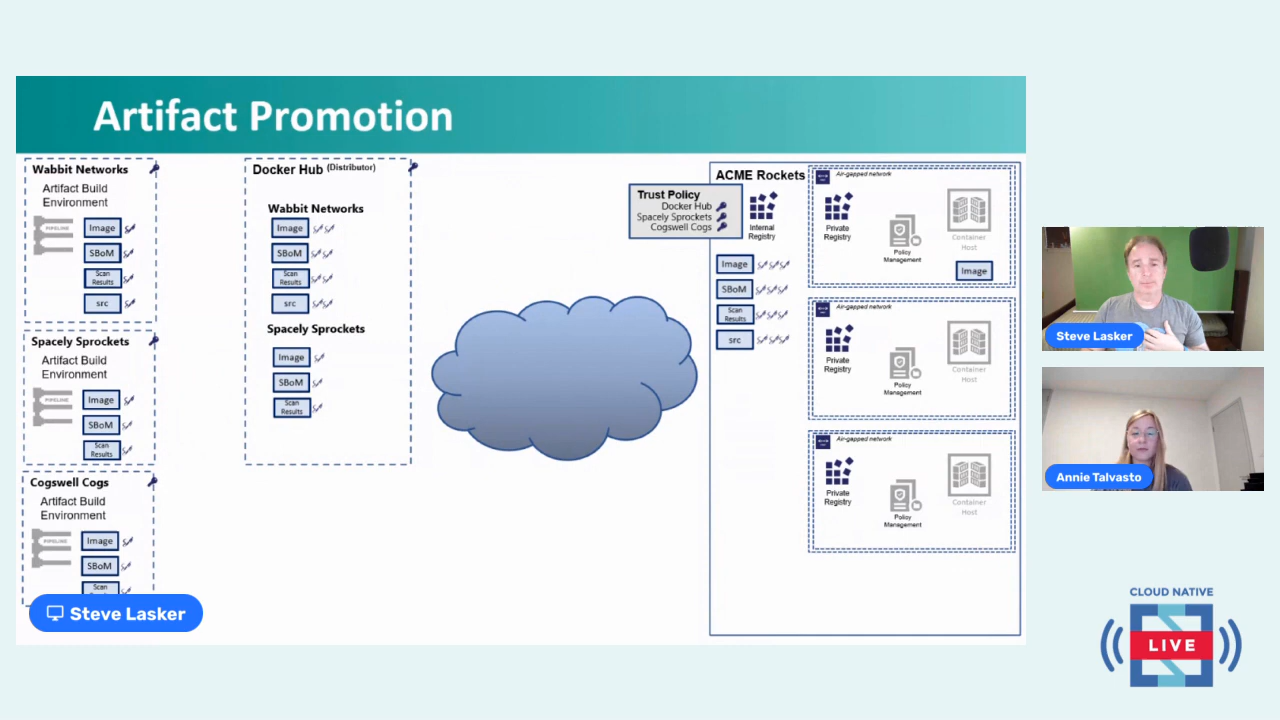 Artifact Promotion
Wabbit Networks
Artifact Build
Environment
PIPELINE
Image
SBoM
Scan
Results
src
Spacely Sprockets
Artifact Build
Environment
PIPELINE
Image
SBoM
Scan
Results
Cogswell Cogs
Artifact Build
Environment
PIPELINE
Image
SBoM
Scan
Docker Hub (Distributor)
Wabbit Networks
Image
SBoM
Scan
Results
src
Spacely Sprockets
Image
SBoM
Scan
Results
Trust Policy
Docker Hub
Spacely Sprockets
Cogswell Cogs
ACME Rockets
Internal
Registry
Image
SBoM
Scan
Results
src
Air-gapped network
Private
Registry
Policy
Management
Container
Host
Image
Air-gapped network
Private
Registry
Policy
Management
Container
Host
Air-gapped network
Private
Registry
Policy
Management
Container
Host
Steve Lasker
Steve Lasker
Annie Talvasto
CLOUD NATIVE
LIVE